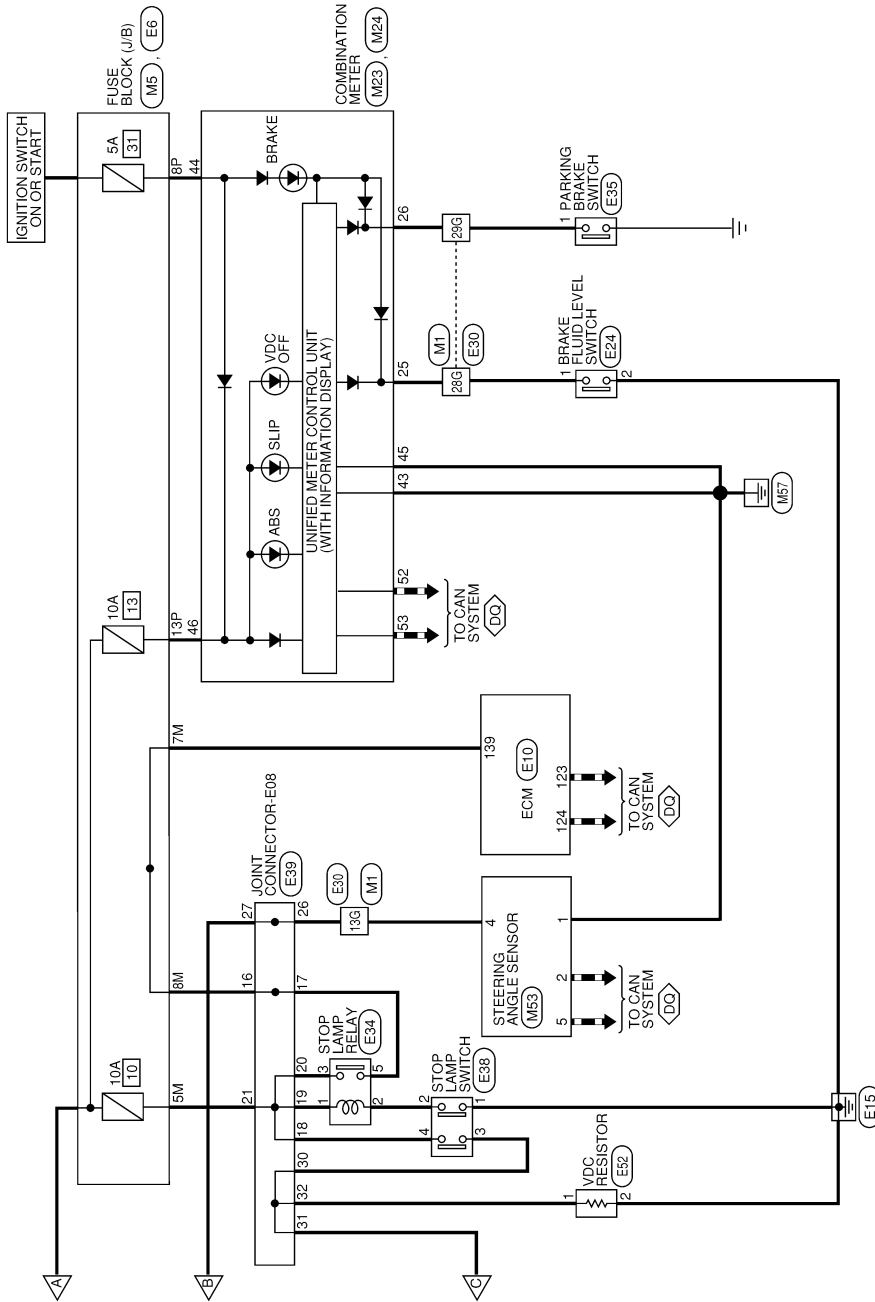 IGNITION SWITCH
ON OR START
FUSE
BLOCK (J/B)
M5 , E6
5A
31
10A
13
10A
10
8P
44
13P
46
7M
8M
5M
COMBINATION
METER
M23 , M24
BRAKE
VDC
OFF
SLIP
ABS
UNIFIED METER CONTROL UNIT
(WITH INFORMATION DISPLAY)
26
25
45
43
52
53
TO CAN
SYSTEM
DQ
29G
28G
M1
E30
1
PARKING
BRAKE
SWITCH
E35
1
BRAKE
FLUID LEVEL
SWITCH
E24
2
M57
139
ECM
E10
123
124
TO CAN
SYSTEM
DQ
JOINT
CONNECTOR-E08
E39
27
26
16
17
21
20
19
18
30
32
31
E30
M1
13G
4
STEERING
ANGLE SENSOR
M53
1
2
5
TO CAN
SYSTEM
DQ
STOP
LAMP
RELAY
E34
3
5
1
2
STOP
LAMP
SWITCH
E38
2
1
4
3
VDC
RESISTOR
E52
1
2
E15
A
B
C